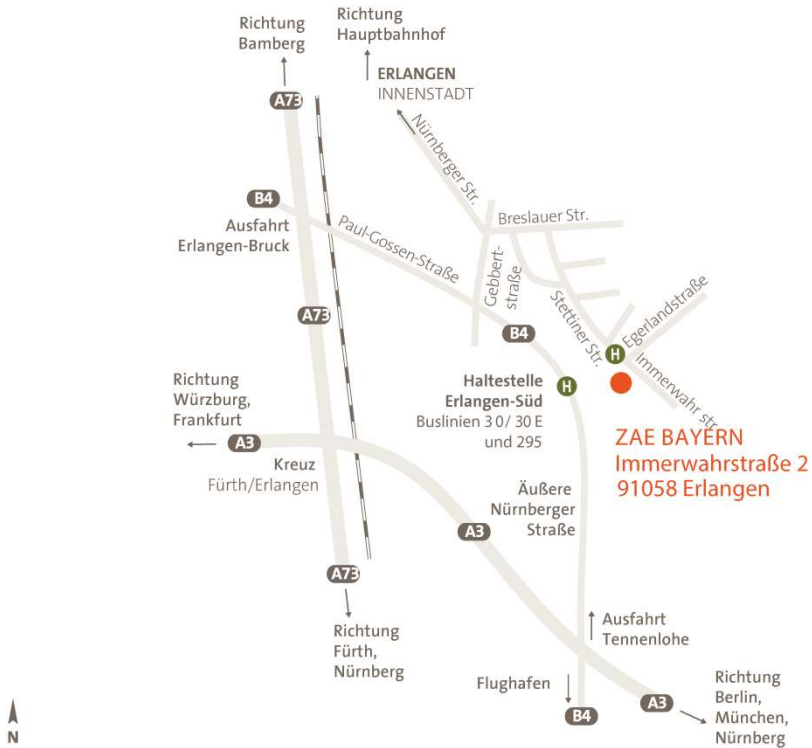 Richtung
Bamberg
Richtung
Hauptbahnhof
ERLANGEN
INNENSTADT
A73
Nürnberger Str.
B4
Ausfahrt
Erlangen-Bruck
Paul-Gossen-Straße
Breslauer Str.
Gebbert-
straße
Stettiner Str.
A73
B4
H
Egerlandstraße
Immerwahr str.
Haltestelle
Erlangen-Süd
Buslinien 30/ 30 E
und 295
H
Richtung
Würzburg,
Frankfurt
A3
Kreuz
Fürth/Erlangen
ZAE BAYERN
Immerwahrstraße 2
91058 Erlangen
Äußere
Nürnberger
Straße
A3
A73
Richtung
Fürth,
Nürnberg
Ausfahrt
Tennenlohe
Flughafen
B4
A3
Richtung
Berlin,
München,
Nürnberg
N